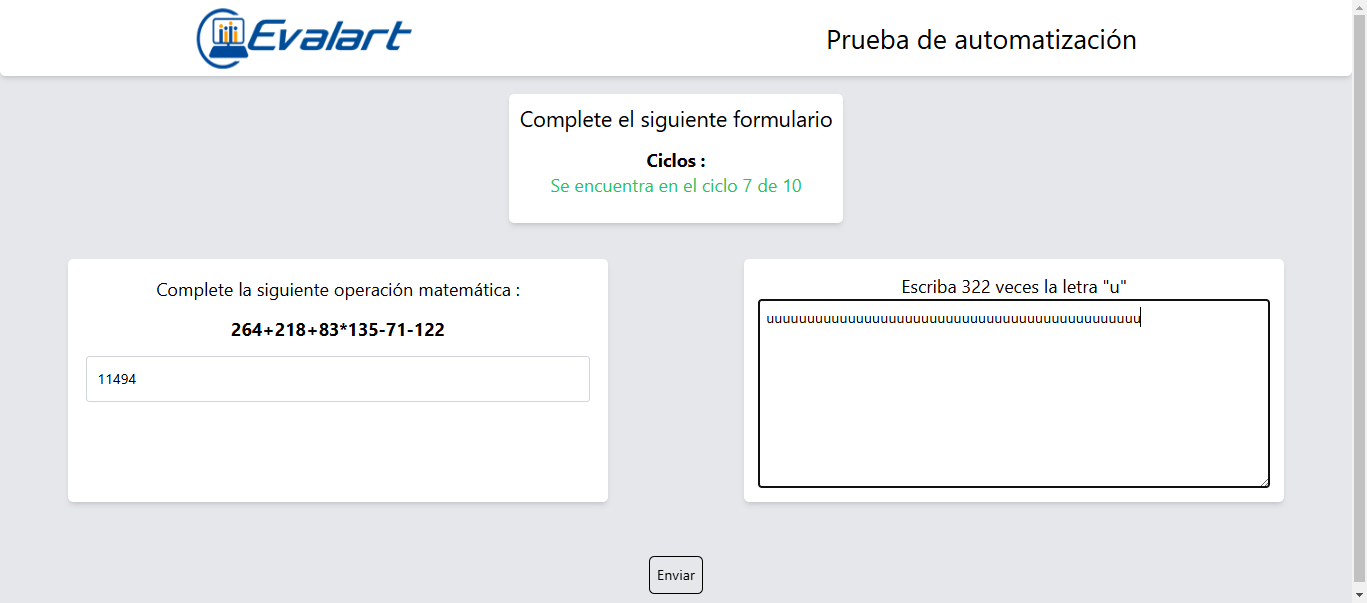 Evalart
Prueba de automatización
Complete el siguiente formulario
Ciclos :
Se encuentra en el ciclo 7 de 10
Complete la siguiente operación matemática :
264+218+83*135-71-122
11494
Escriba 322 veces la letra "u"
uuuuuuuuuuuuuuuuuuuuuuuuuuuuuuuuuuuuuuuuuuuuuu
Enviar